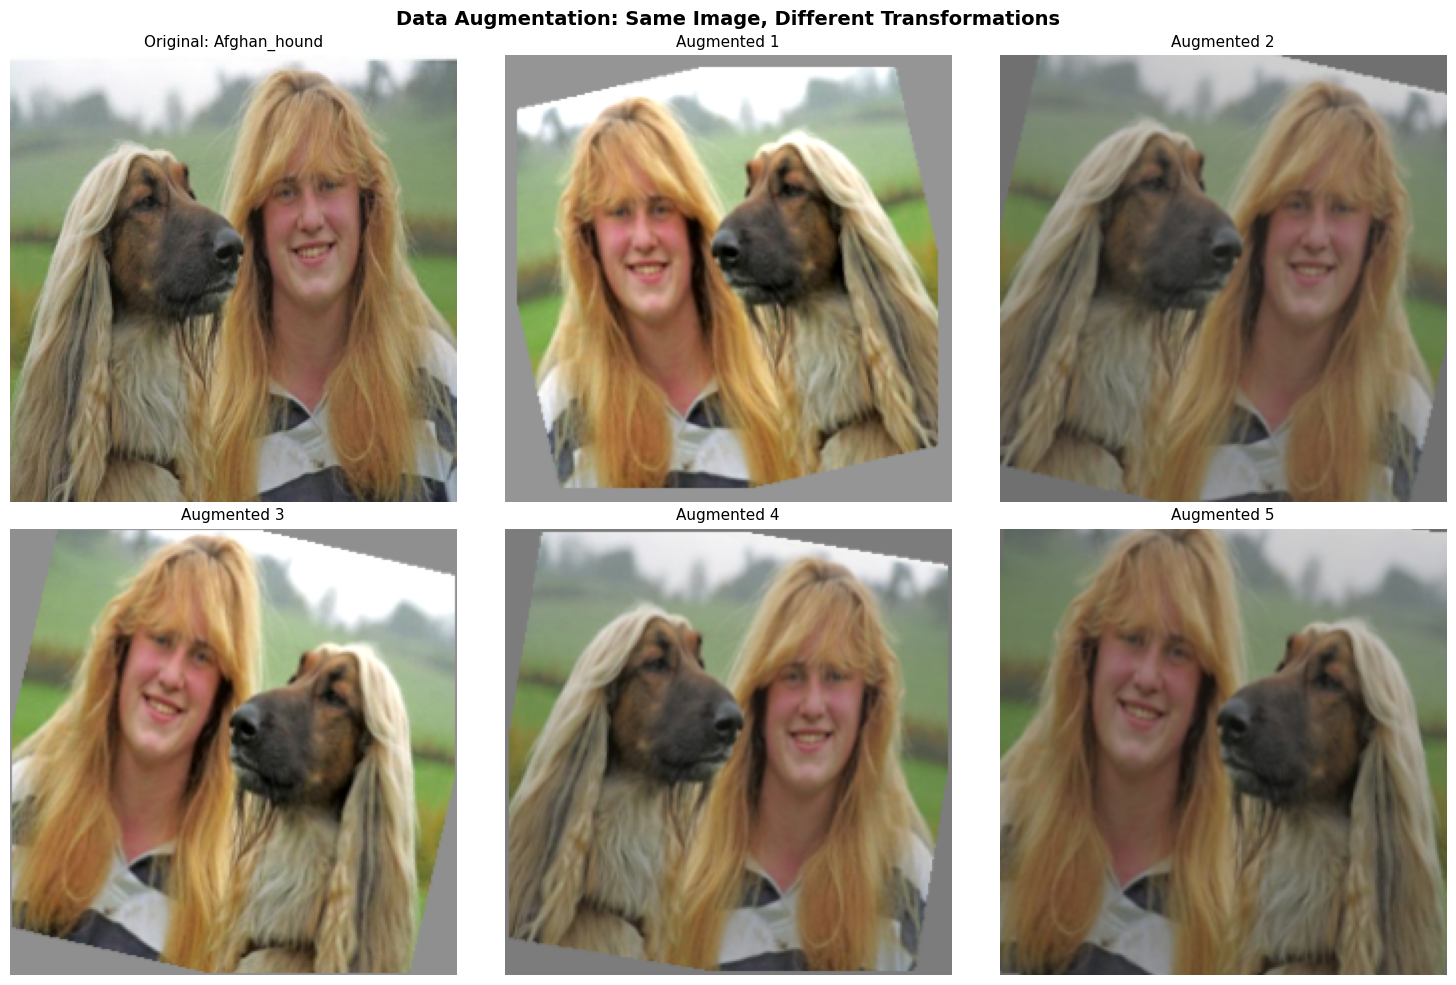 Data Augmentation: Same Image, Different Transformations
Original: Afghan_hound
Augmented 1
Augmented 2
Augmented 3
Augmented 4
Augmented 5